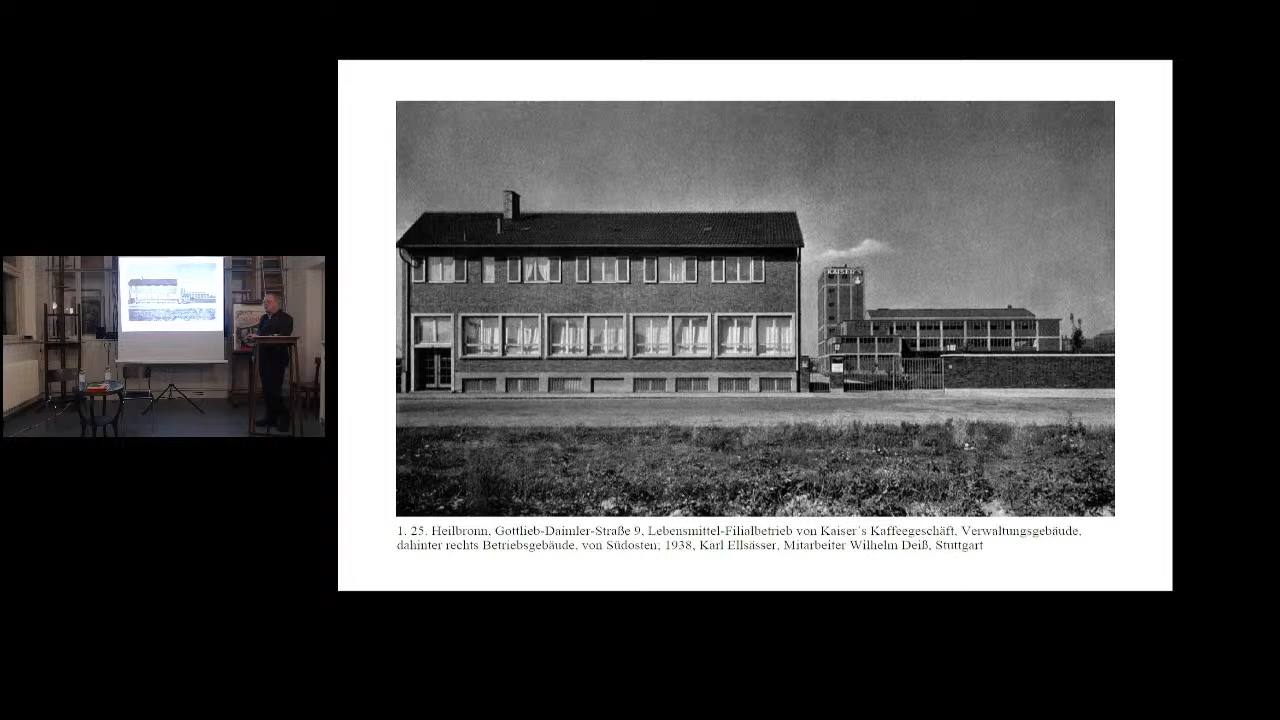 KAISER'S
1. 25. Heilbronn, Gottlieb-Daimler-Straße 9, Lebensmittel-Filialbetrieb von Kaiser´s Kaffeegeschäft, Verwaltungsgebäude,
dahinter rechts Betriebsgebäude, von Südosten; 1938, Karl Ellsässer, Mitarbeiter Wilhelm Deiß, Stuttgart